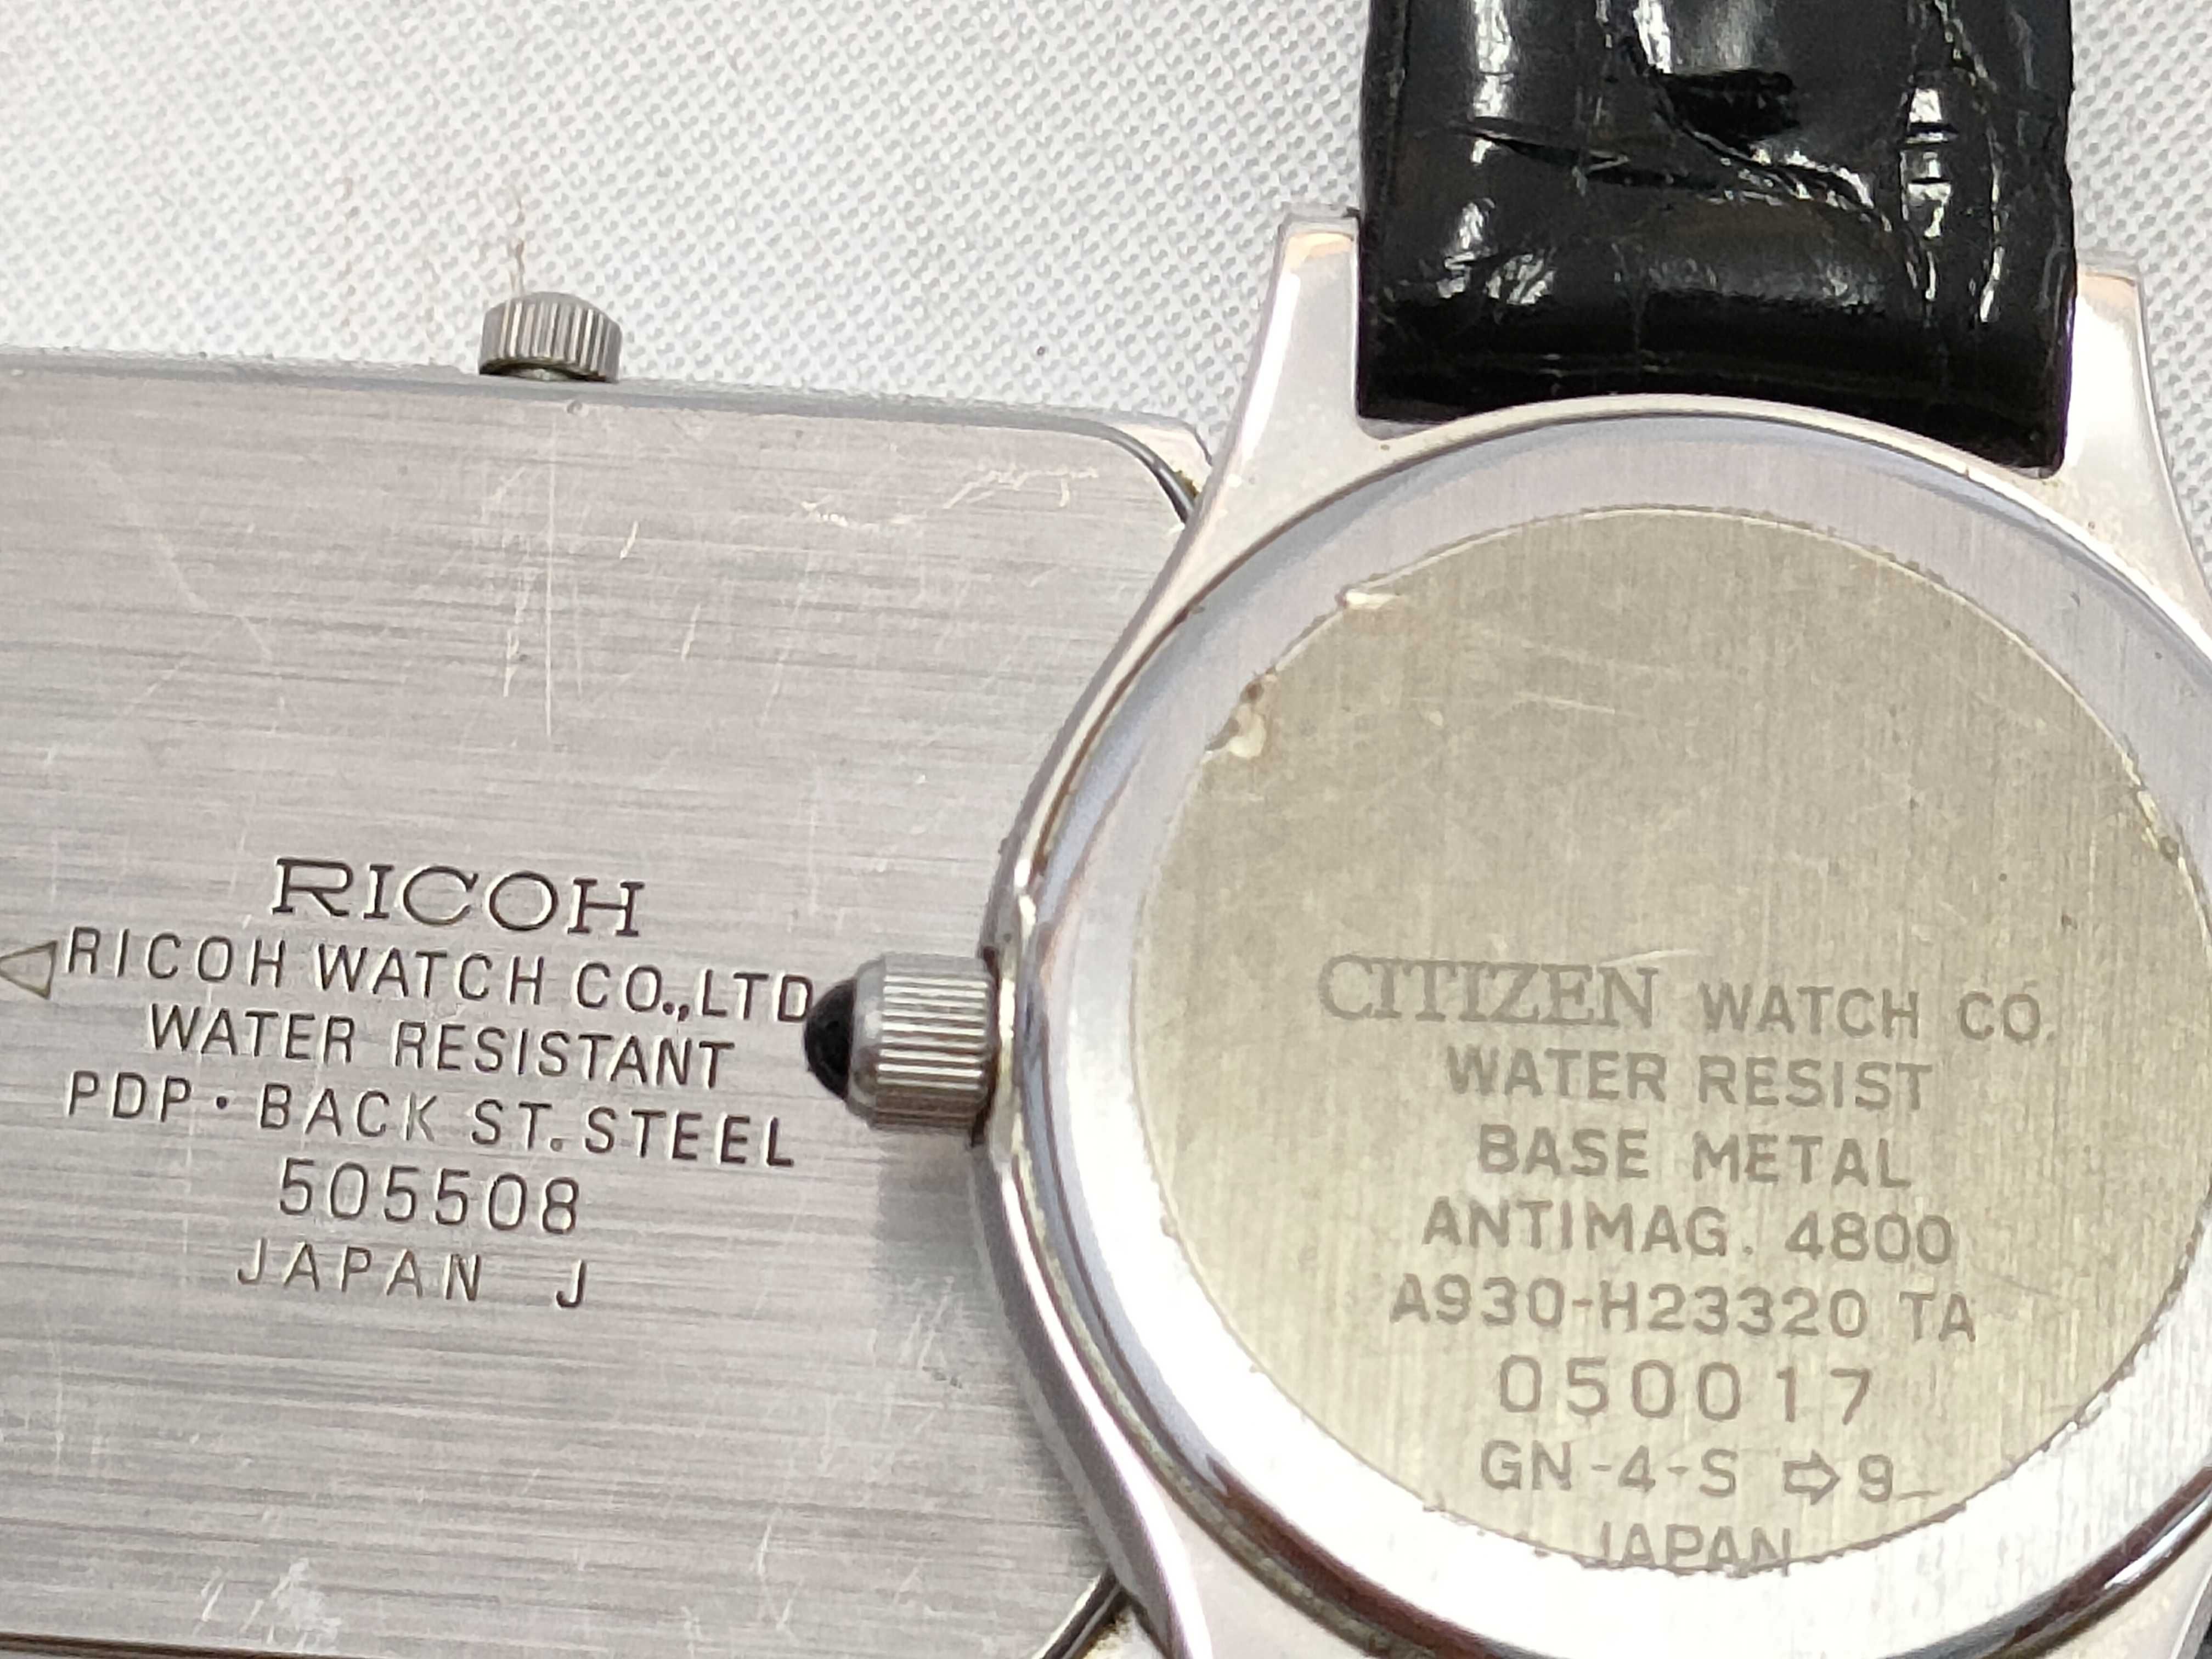 RICOH
RICOH WATCH CO.,LTD
WATER RESISTANT
PDP·BACK ST. STEEL
505508
JAPAN J
CITIZEN WATCH CO.
WATER RESIST
BASE METAL
ANTIMAG. 4800
A930-H23320 TA
050017
GN-4-S ⇨9
JAPAN